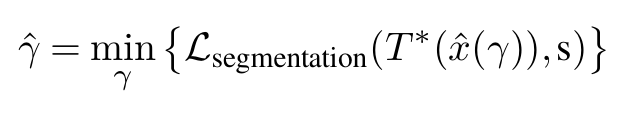 γ̂ = min_γ {ℒ_segmentation(T*(x̂(γ)), s)}